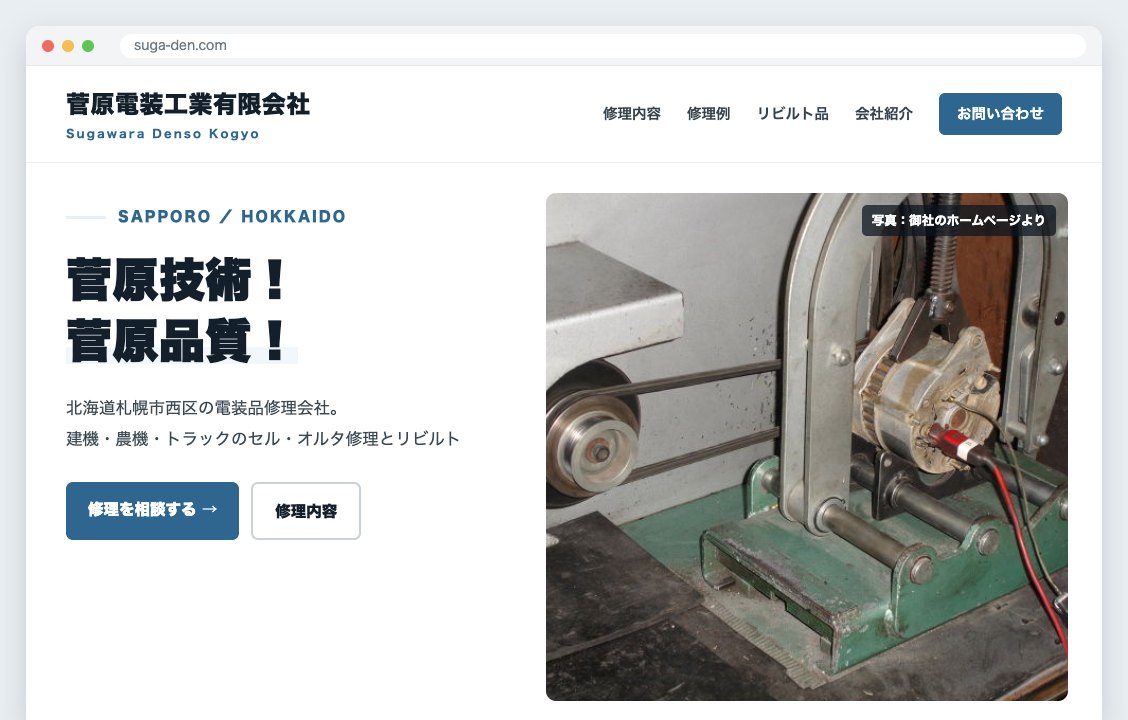 suga-den.com
菅原電装工業有限会社
Sugawara Denso Kogyo
修理内容 修理例 リビルト品 会社紹介 お問い合わせ
SAPPORO ／ HOKKAIDO
菅原技術！
菅原品質！
北海道札幌市西区の電装品修理会社。
建機・農機・トラックのセル・オルタ修理とリビルト
修理を相談する →
修理内容
写真：御社のホームページより